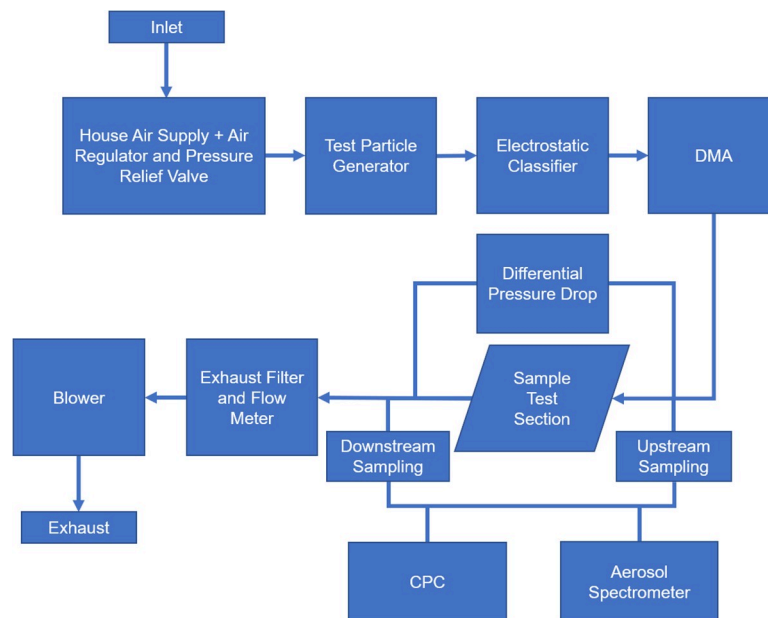 Inlet
House Air Supply + Air
Regulator and Pressure
Relief Valve
Test Particle
Generator
Electrostatic
Classifier
DMA
Differential
Pressure Drop
Blower
Exhaust Filter
and Flow
Meter
Sample
Test
Section
Downstream
Sampling
Upstream
Sampling
Exhaust
CPC
Aerosol
Spectrometer